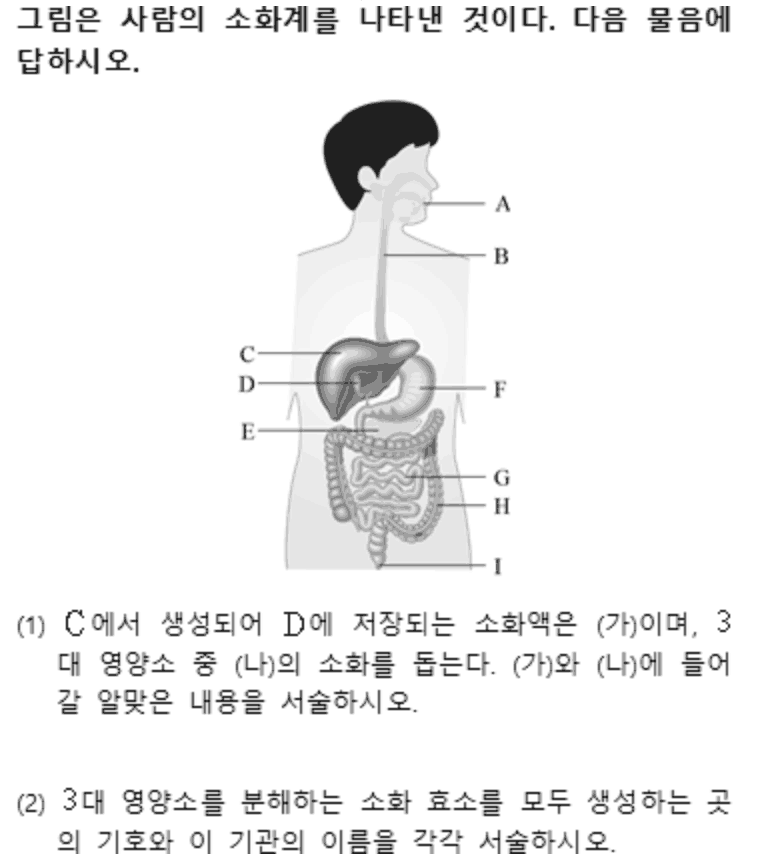 그림은 사람의 소화계를 나타낸 것이다. 다음 물음에
답하시오.
A
B
C
D
F
E
G
H
I
(1) C에서 생성되어 D에 저장되는 소화액은 (가)이며, 3
대 영양소 중 (나)의 소화를 돕는다. (가)와 (나)에 들어
갈 알맞은 내용을 서술하시오.
(2) 3대 영양소를 분해하는 소화 효소를 모두 생성하는 곳
의 기호와 이 기관의 이름을 각각 서술하시오.